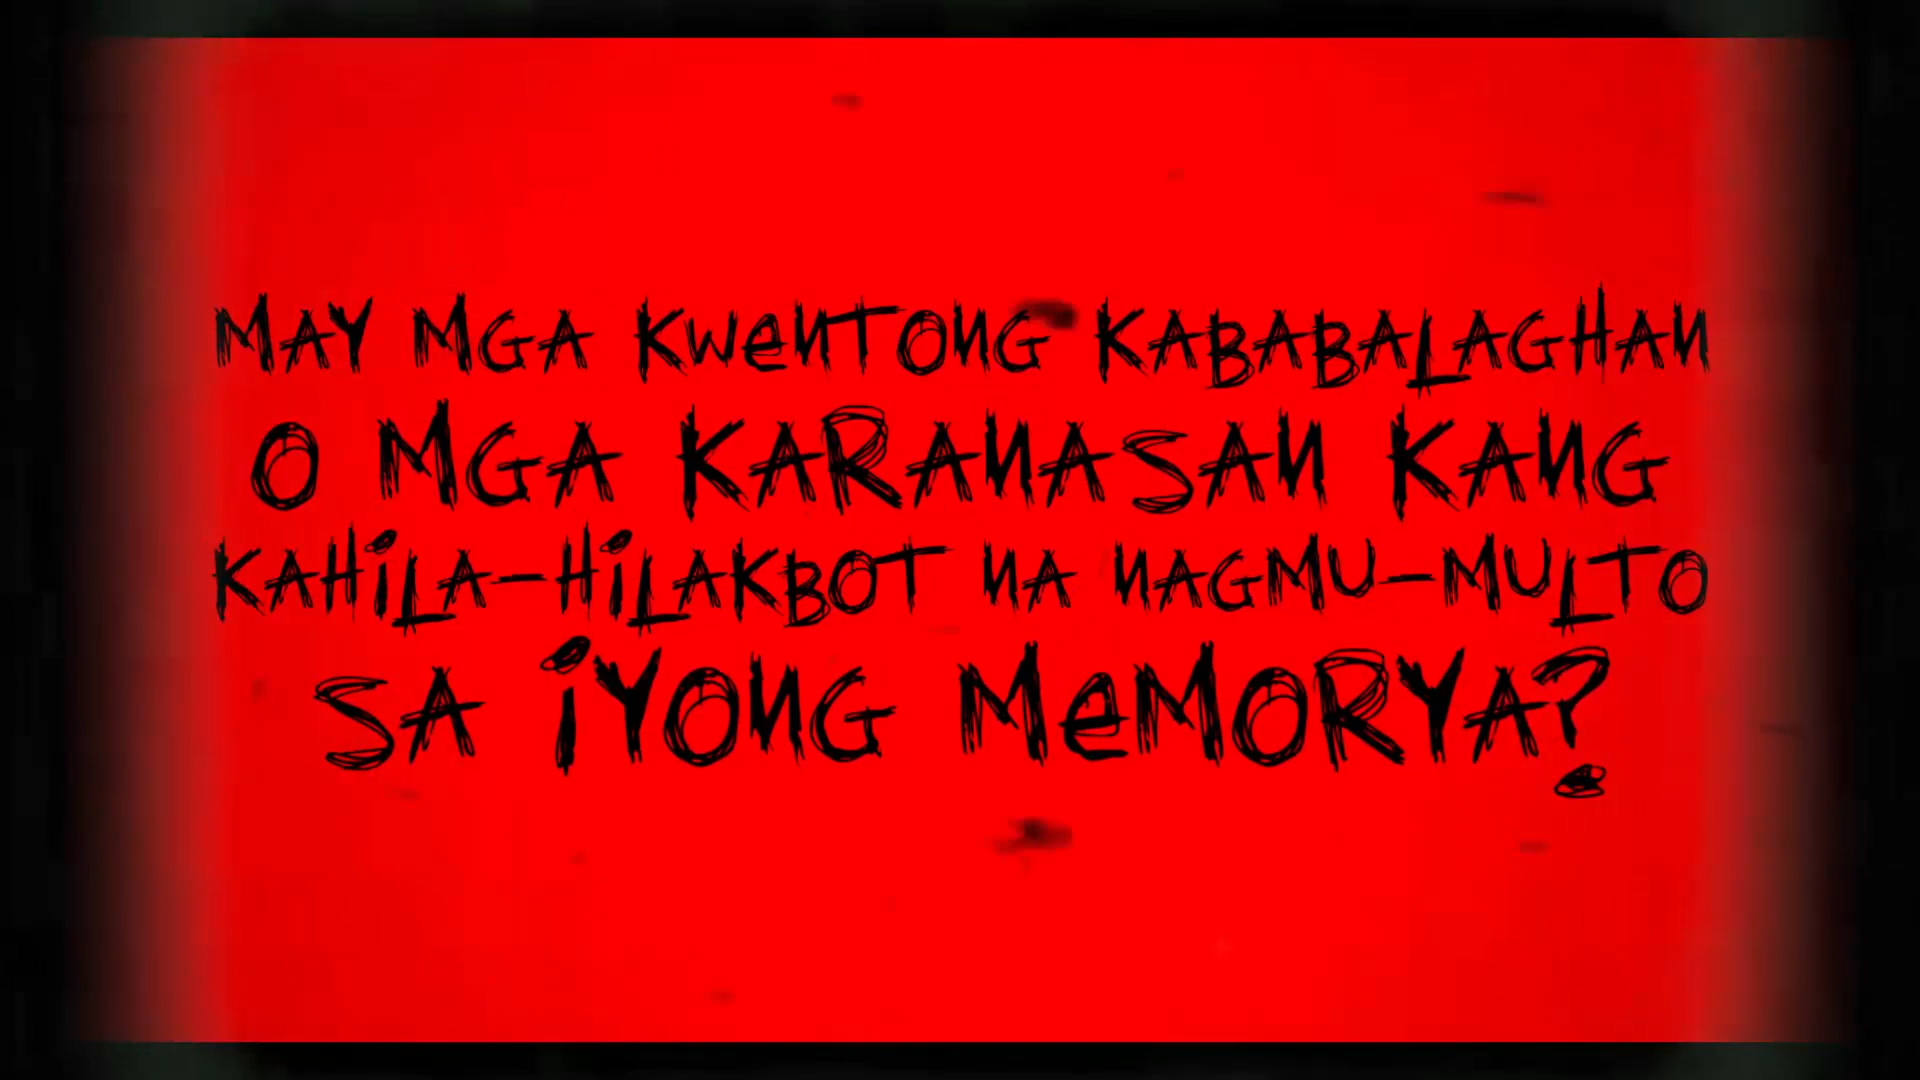 MAY MGA KWENTONG KABABALAGHAN
O MGA KARANASAN KANG
KAHILA-HILAKBOT NA NAGMU-MULTO
SA IYONG MEMORYA?